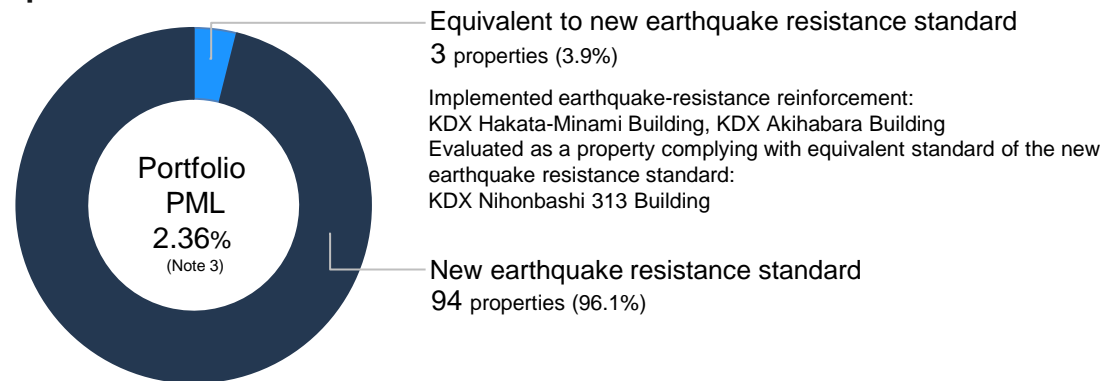 Equivalent to new earthquake resistance standard
3 properties (3.9%)
Implemented earthquake-resistance reinforcement:
KDX Hakata-Minami Building, KDX Akihabara Building
Evaluated as a property complying with equivalent standard of the new
earthquake resistance standard:
KDX Nihonbashi 313 Building
Portfolio
PML
2.36%
(Note 3)
New earthquake resistance standard
94 properties (96.1%)